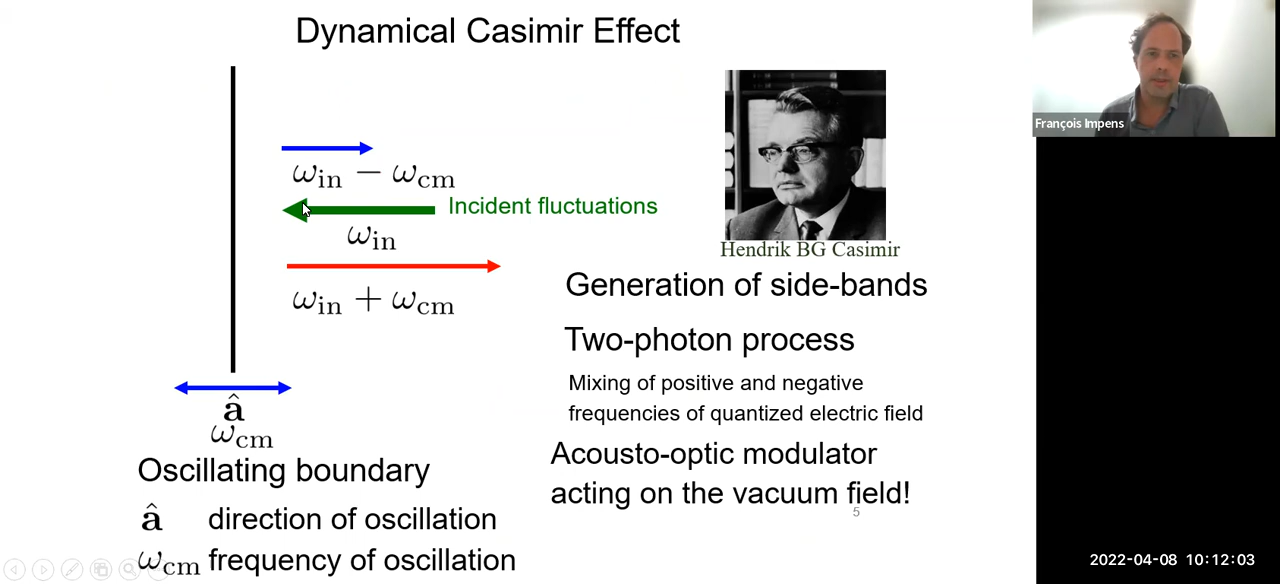 Dynamical Casimir Effect
François Impens
ω_in − ω_cm
Incident fluctuations
ω_in
ω_in + ω_cm
Hendrik BG Casimir
Generation of side-bands
Two-photon process
Mixing of positive and negative
frequencies of quantized electric field
Acousto-optic modulator
acting on the vacuum field!
5
â
ω_cm
Oscillating boundary
â direction of oscillation
ω_cm frequency of oscillation
2022-04-08 10:12:03